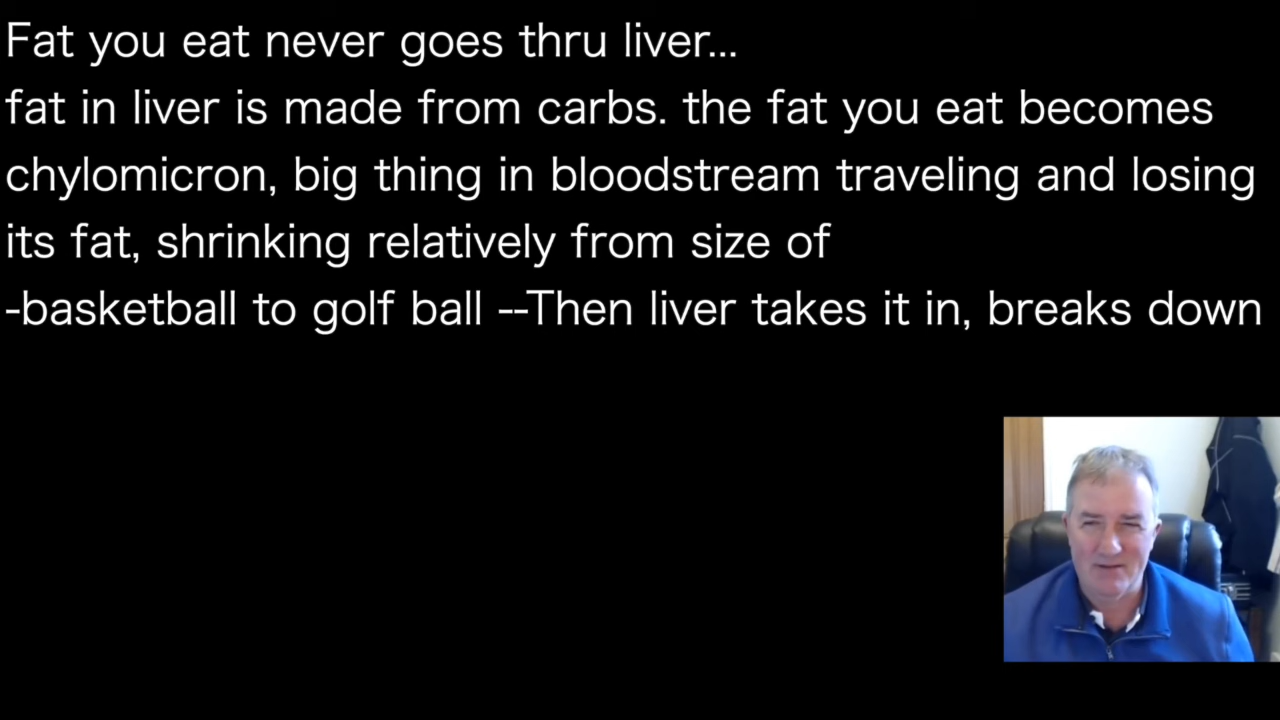 Fat you eat never goes thru liver...
fat in liver is made from carbs. the fat you eat becomes
chylomicron, big thing in bloodstream traveling and losing
its fat, shrinking relatively from size of
-basketball to golf ball --Then liver takes it in, breaks down